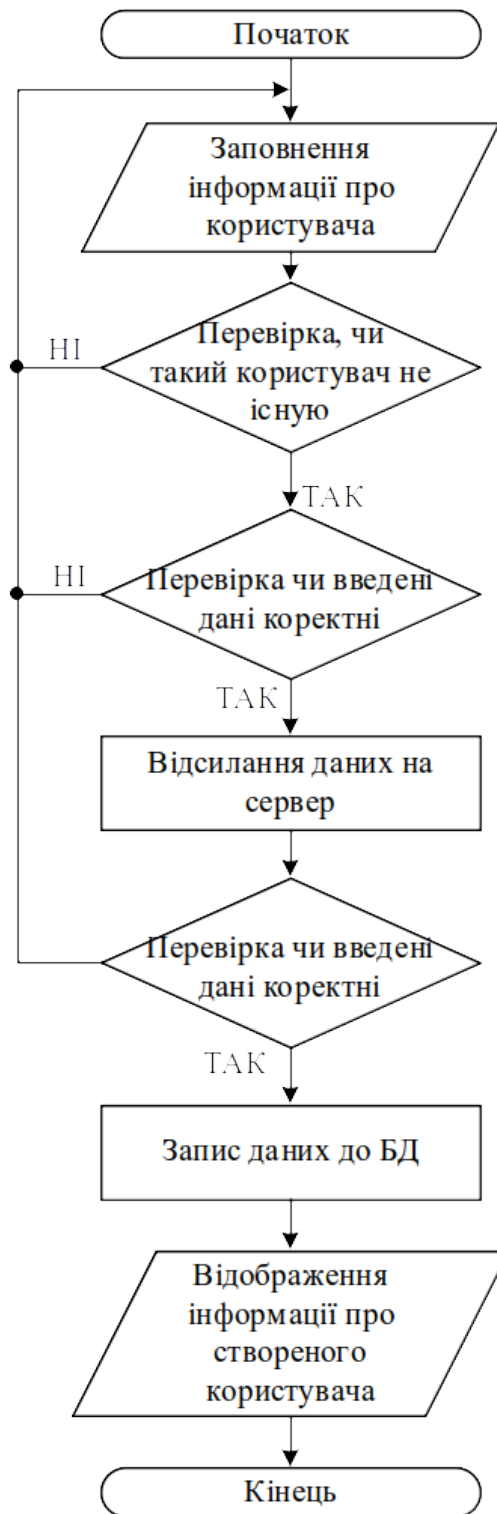 Початок
Заповнення
інформації про
користувача
Перевірка, чи
такий користувач не
існую
НІ
ТАК
Перевірка чи введені
дані коректні
НІ
ТАК
Відсилання даних на
сервер
Перевірка чи введені
дані коректні
ТАК
Запис даних до БД
Відображення
інформації про
створеного
користувача
Кінець